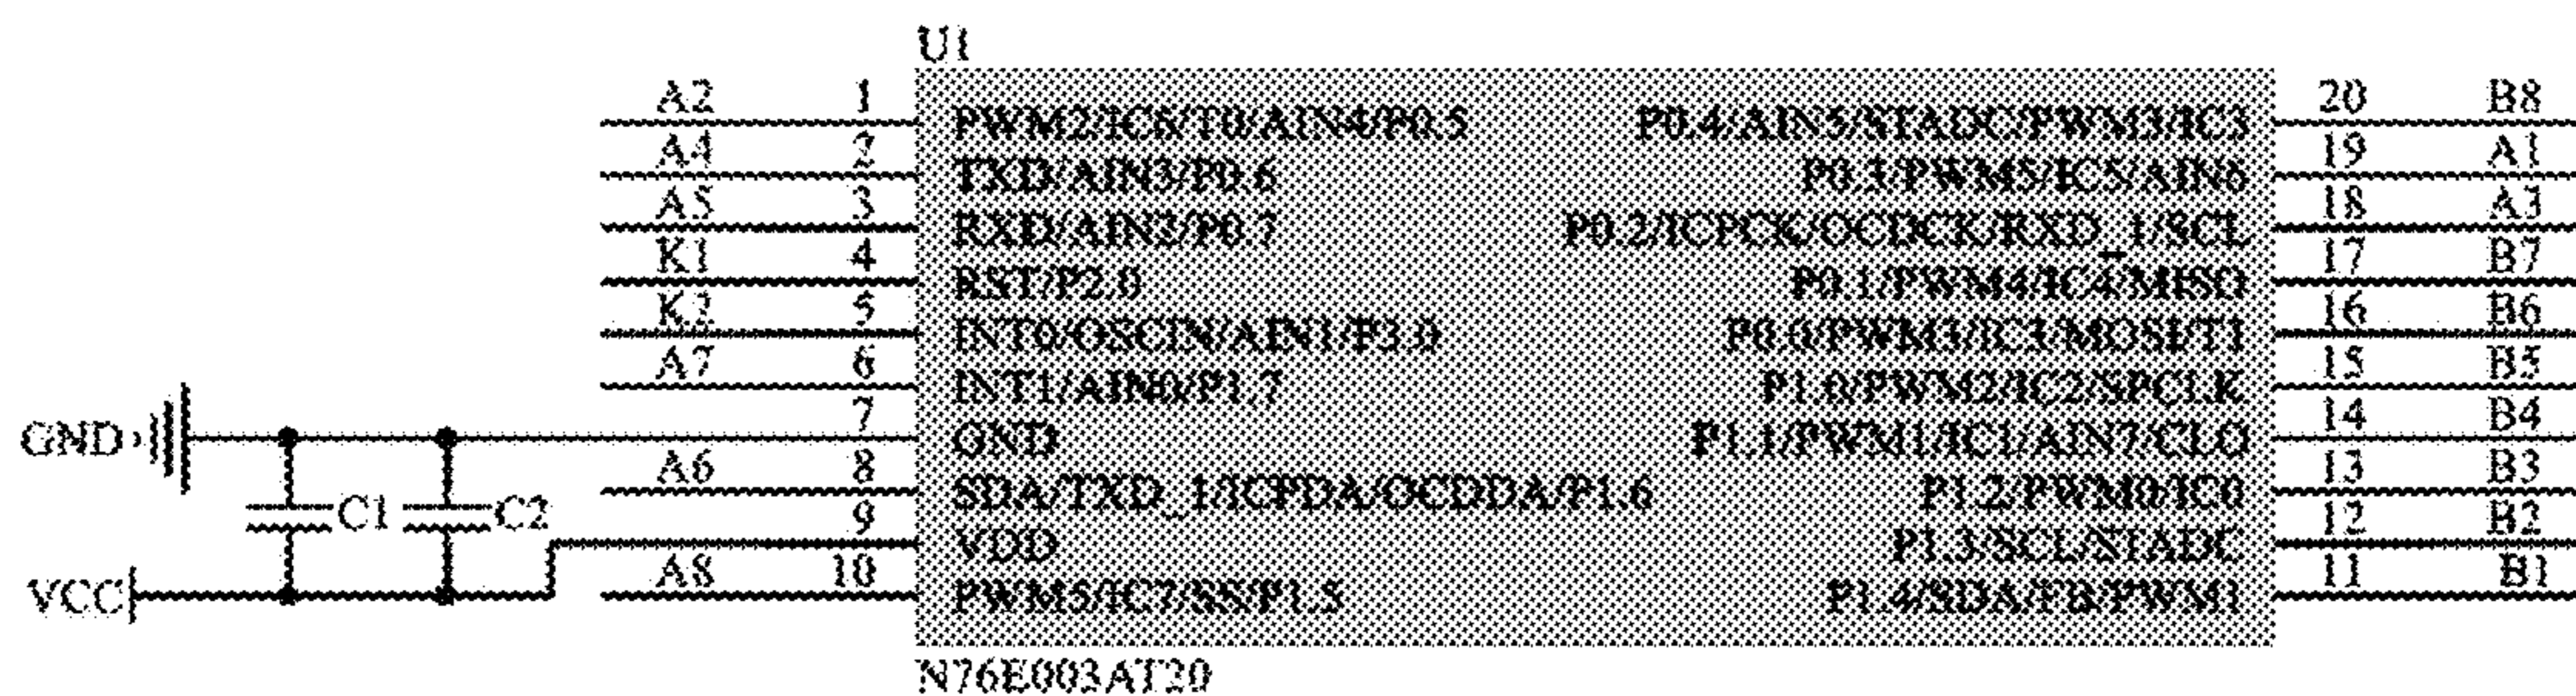 U1
A2 1 PWM2/IC6/T0/AIN4/P0.5 P0.4/AIN5/STADC/PWM3/IC3 20 B8
A4 2 TXD/AIN3/P0.6 P0.3/PWM5/IC5/AIN6 19 A1
A5 3 RXD/AIN2/P0.7 P0.2/ICPCK/OCDCK/RXD_1/SCL 18 A3
K1 4 RST/P2.0 P0.1/PWM4/IC4/MISO 17 B7
K2 5 INT0/OSCIN/AIN1/P3.0 P0.0/PWM3/IC3/MOSI/T1 16 B6
A7 6 INT1/AIN0/P1.7 P1.0/PWM2/IC2/SPCLK 15 B5
GND 7 GND P1.1/PWM1/IC1/AIN7/CLO 14 B4
A6 8 SDA/TXD_1/ICPDA/OCDDA/P1.6 P1.2/PWM0/IC0 13 B3
C1 C2 9 VDD P1.3/SCL/STADC 12 B2
VCC A8 10 PWM5/IC7/SS/P1.5 P1.4/SDA/FB/PWM1 11 B1
N76E003AT20